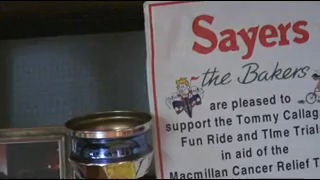 Sayers
the Bakers
are pleased to
support the Tommy Callag
Fun Ride and TIme Trial
in aid of the
Macmillan Cancer Relief T